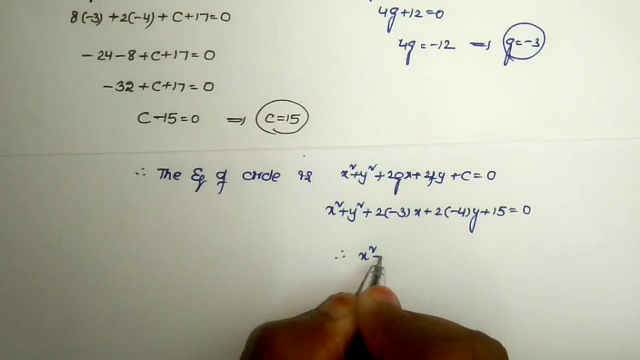 8(-3)+2(-4)+C+17=0
-24-8+C+17=0
-32+C+17=0
C-15=0 ⇒ C=15
4g+12=0
4g=-12 ⇒ g=-3
∴ The Eq of circle is x²+y²+2gx+2fy+C=0
x²+y²+2(-3)x+2(-4)y+15=0
∴ x²